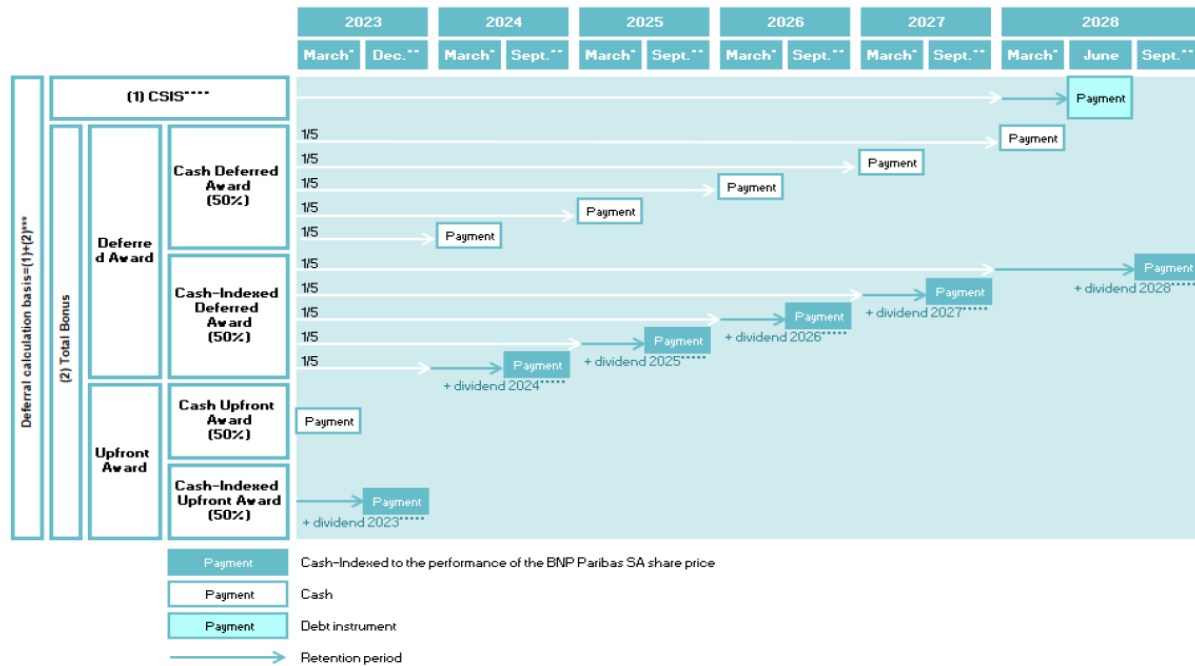 2023 2024 2025 2026 2027 2028
March* Dec.** March* Sept.** March* Sept.** March* Sept.** March* Sept.** March* June Sept.**
Deferral calculation basis=(1)+(2)***
(1) CSIS****
Payment
(2) Total Bonus
Deferre
d Award
Cash Deferred
Award
(50%)
1/5
Payment
1/5
Payment
1/5
Payment
1/5
Payment
1/5
Payment
Cash-Indexed
Deferred
Award
(50%)
1/5
Payment
+ dividend 2028*****
1/5
Payment
+ dividend 2027*****
1/5
Payment
+ dividend 2026*****
1/5
Payment
+ dividend 2025*****
1/5
Payment
+ dividend 2024*****
Upfront
Award
Cash Upfront
Award
(50%)
Payment
Cash-Indexed
Upfront Award
(50%)
Payment
+ dividend 2023*****
Payment Cash-Indexed to the performance of the BNP Paribas SA share price
Payment Cash
Payment Debt instrument
Retention period